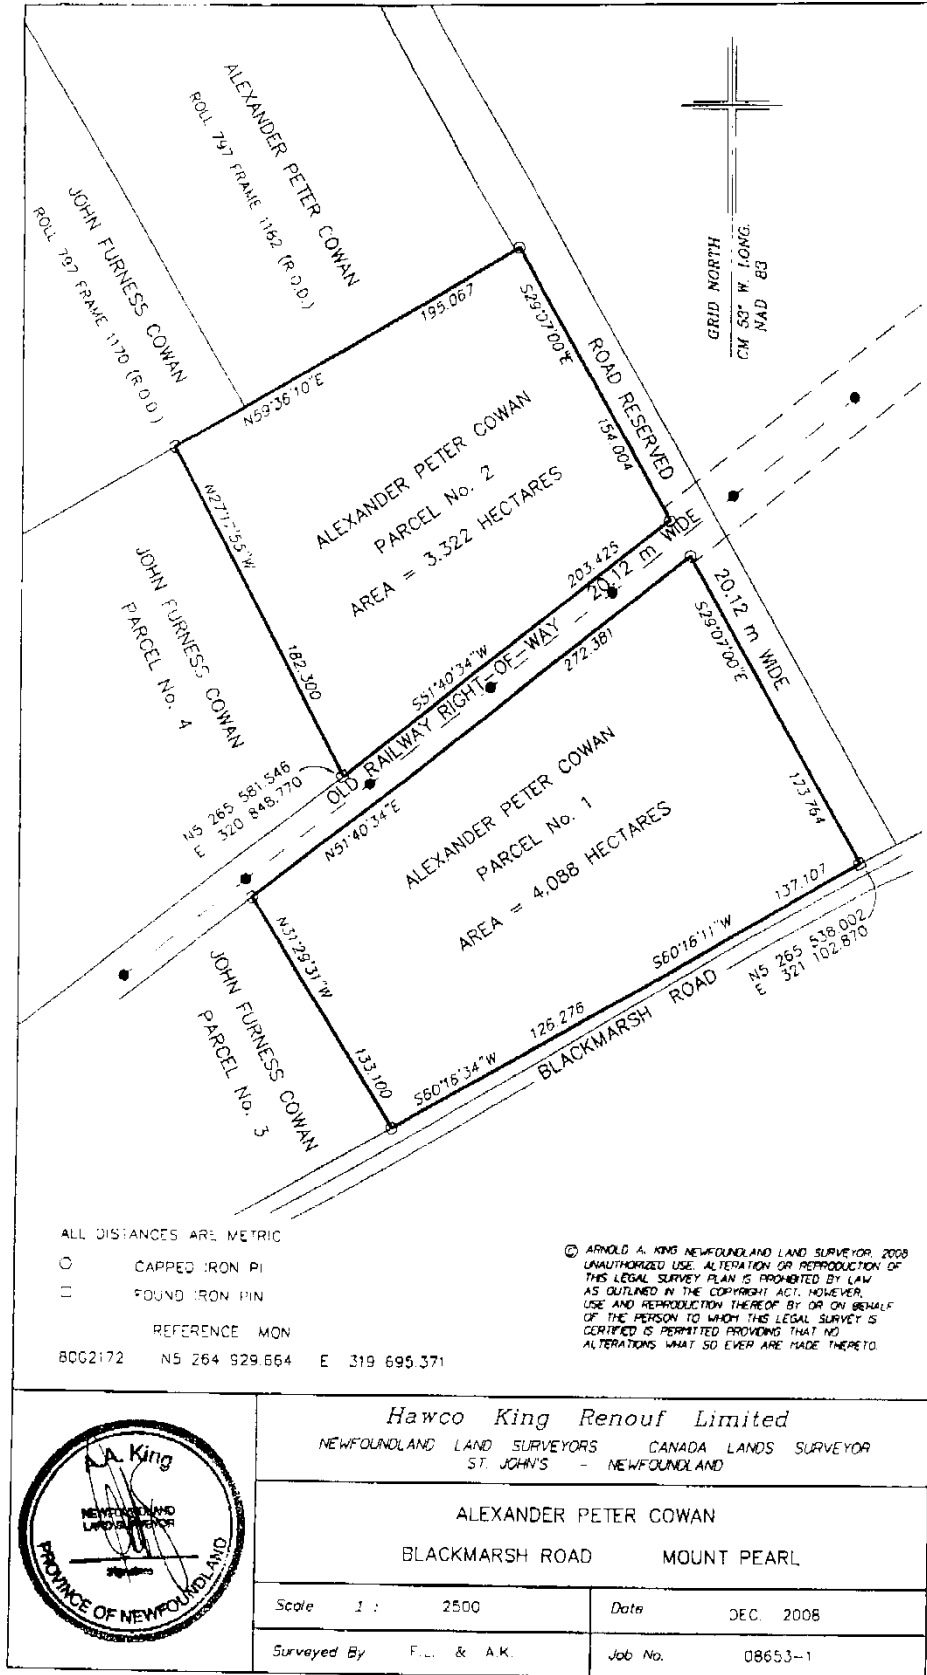 ALEXANDER PETER COWAN
ROLL 797 FRAME 1162 (R.O.D.)
JOHN FURNESS COWAN
ROLL 797 FRAME 1170 (R.O.D.)
GRID NORTH
CM 53° W. LONG.
NAD 83
195.067
N59°36'10"E
S29°07'00"E
154.004
ROAD RESERVED
20.12 m WIDE
ALEXANDER PETER COWAN
PARCEL No. 2
AREA = 3.322 HECTARES
182.300
JOHN FURNESS COWAN
PARCEL No. 4
203.425
S51°40'34"W
OLD RAILWAY RIGHT-OF-WAY - 20.12 m WIDE
272.381
N51°40'34"E
N5 265 581.546
E 320 848.770
S29°07'00"E
173.764
ALEXANDER PETER COWAN
PARCEL No. 1
AREA = 4.088 HECTARES
N31°29'31"W
133.100
JOHN FURNESS COWAN
PARCEL No. 3
137.107
S60°16'11"W
126.276
S60°16'34"W
BLACKMARSH ROAD
N5 265 538.002
E 321 102.870
ALL DISTANCES ARE METRIC
CAPPED IRON PI
FOUND IRON PIN
REFERENCE MON
N5 264 929.664 E 319 695.371
© ARNOLD A. KING NEWFOUNDLAND LAND SURVEYOR, 2008
UNAUTHORIZED USE, ALTERATION OR REPRODUCTION OF
THIS LEGAL SURVEY PLAN IS PROHIBITED BY LAW
AS OUTLINED IN THE COPYRIGHT ACT. HOWEVER,
USE AND REPRODUCTION THEREOF BY OR ON BEHALF
OF THE PERSON TO WHOM THIS LEGAL SURVEY IS
CERTIFIED IS PERMITTED PROVIDING THAT NO
ALTERATIONS WHAT SO EVER ARE MADE THERETO.
A.A. King
NEWFOUNDLAND
LAND SURVEYOR
Signature
PROVINCE OF NEWFOUNDLAND
Hawco King Renouf Limited
NEWFOUNDLAND LAND SURVEYORS CANADA LANDS SURVEYOR
ST. JOHN'S - NEWFOUNDLAND
ALEXANDER PETER COWAN
BLACKMARSH ROAD MOUNT PEARL
Scale 1 : 2500
Date DEC. 2008
Surveyed By F.L. & A.K.
Job No. 08653-1